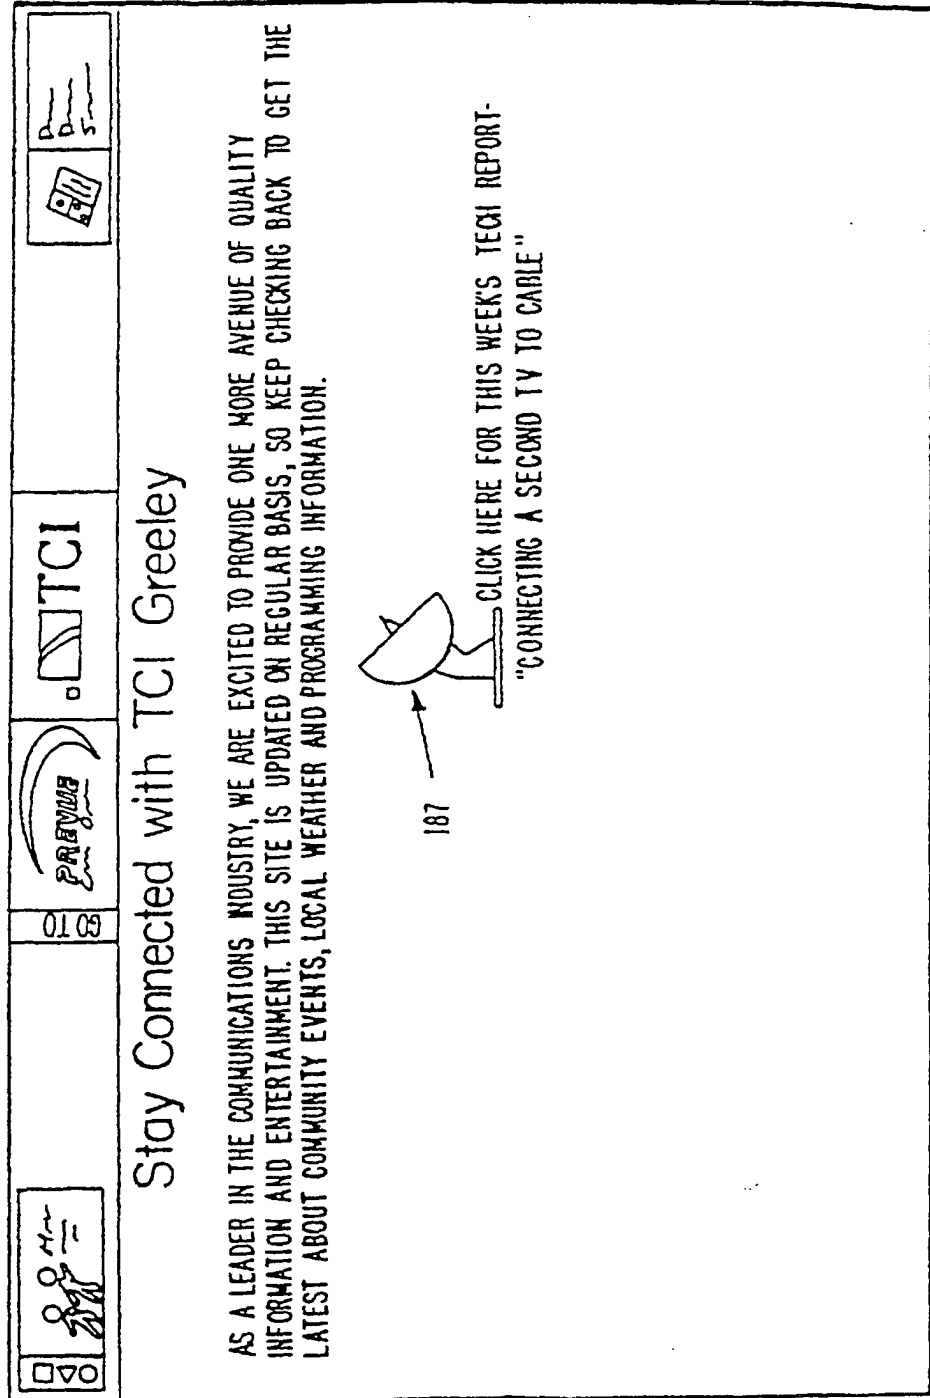 GO TO
PREVUE
TCI
Stay Connected with TCI Greeley
AS A LEADER IN THE COMMUNICATIONS INDUSTRY, WE ARE EXCITED TO PROVIDE ONE MORE AVENUE OF QUALITY
INFORMATION AND ENTERTAINMENT. THIS SITE IS UPDATED ON REGULAR BASIS, SO KEEP CHECKING BACK TO GET THE
LATEST ABOUT COMMUNITY EVENTS, LOCAL WEATHER AND PROGRAMMING INFORMATION.
187
CLICK HERE FOR THIS WEEK'S TECH REPORT-
"CONNECTING A SECOND TV TO CABLE"